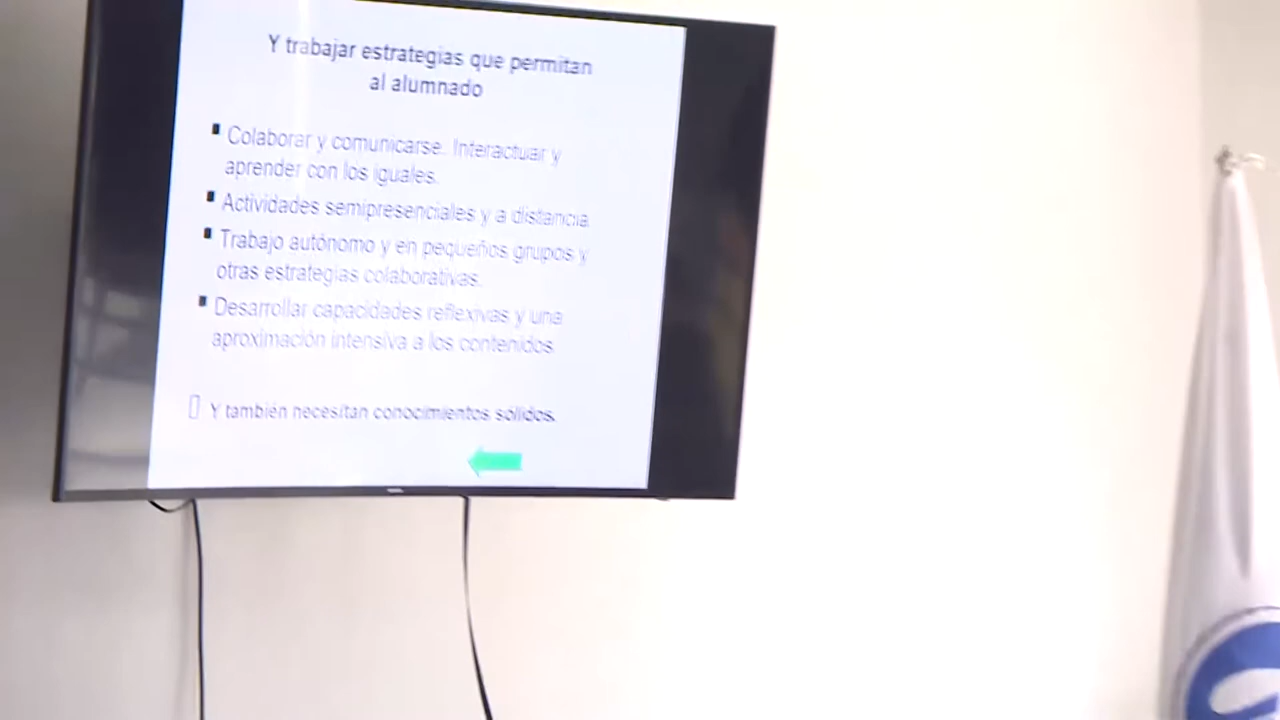 Y trabajar estrategias que permitan
al alumnado
Colaborar y comunicarse. Interactuar y
aprender con los iguales.
Actividades semipresenciales y a distancia.
Trabajo autónomo y en pequeños grupos y
otras estrategias colaborativas.
Desarrollar capacidades reflexivas y una
aproximación intensiva a los contenidos.
Y también necesitan conocimientos sólidos.